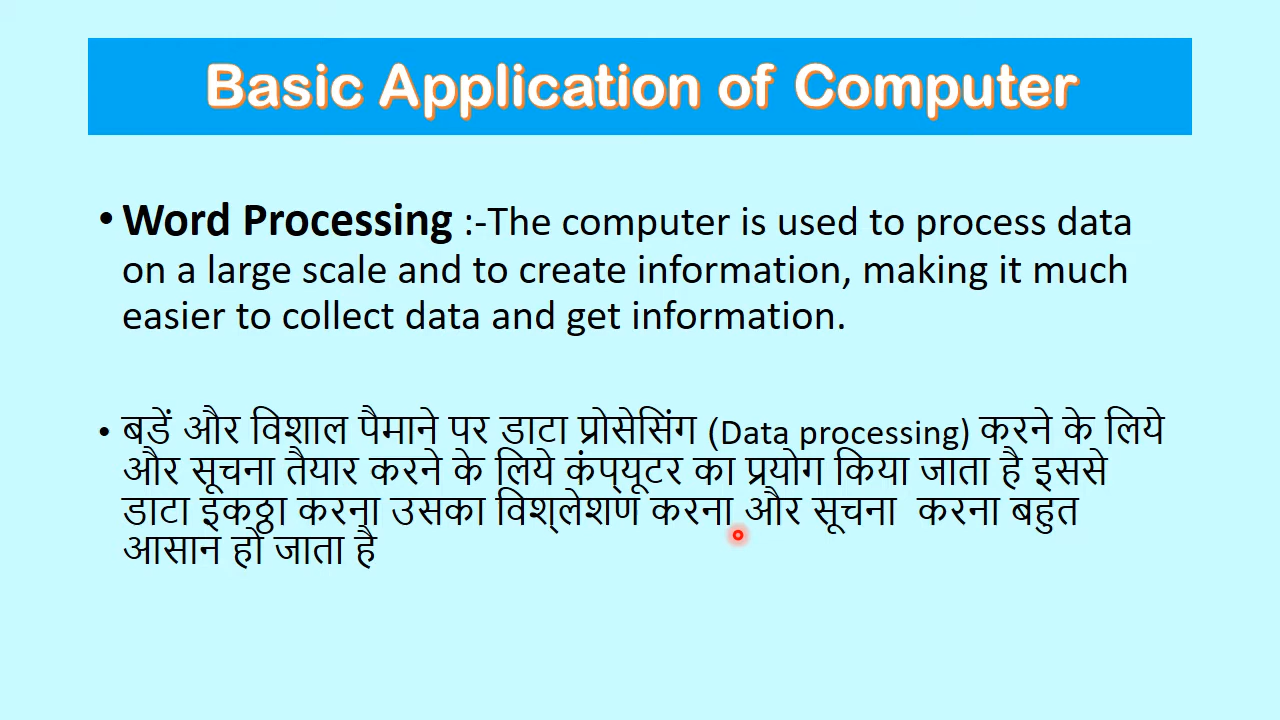 Basic Application of Computer
• Word Processing :-The computer is used to process data
on a large scale and to create information, making it much
easier to collect data and get information.
• बडें और विशाल पैमाने पर डाटा प्रोसेसिंग (Data processing) करने के लिये
और सूचना तैयार करने के लिये कंप्‌यूटर का प्रयोग किया जाता है इससे
डाटा इकठ्ठा करना उसका विश्‌लेशण करना और सूचना करना बहुत
आसान हो जाता है